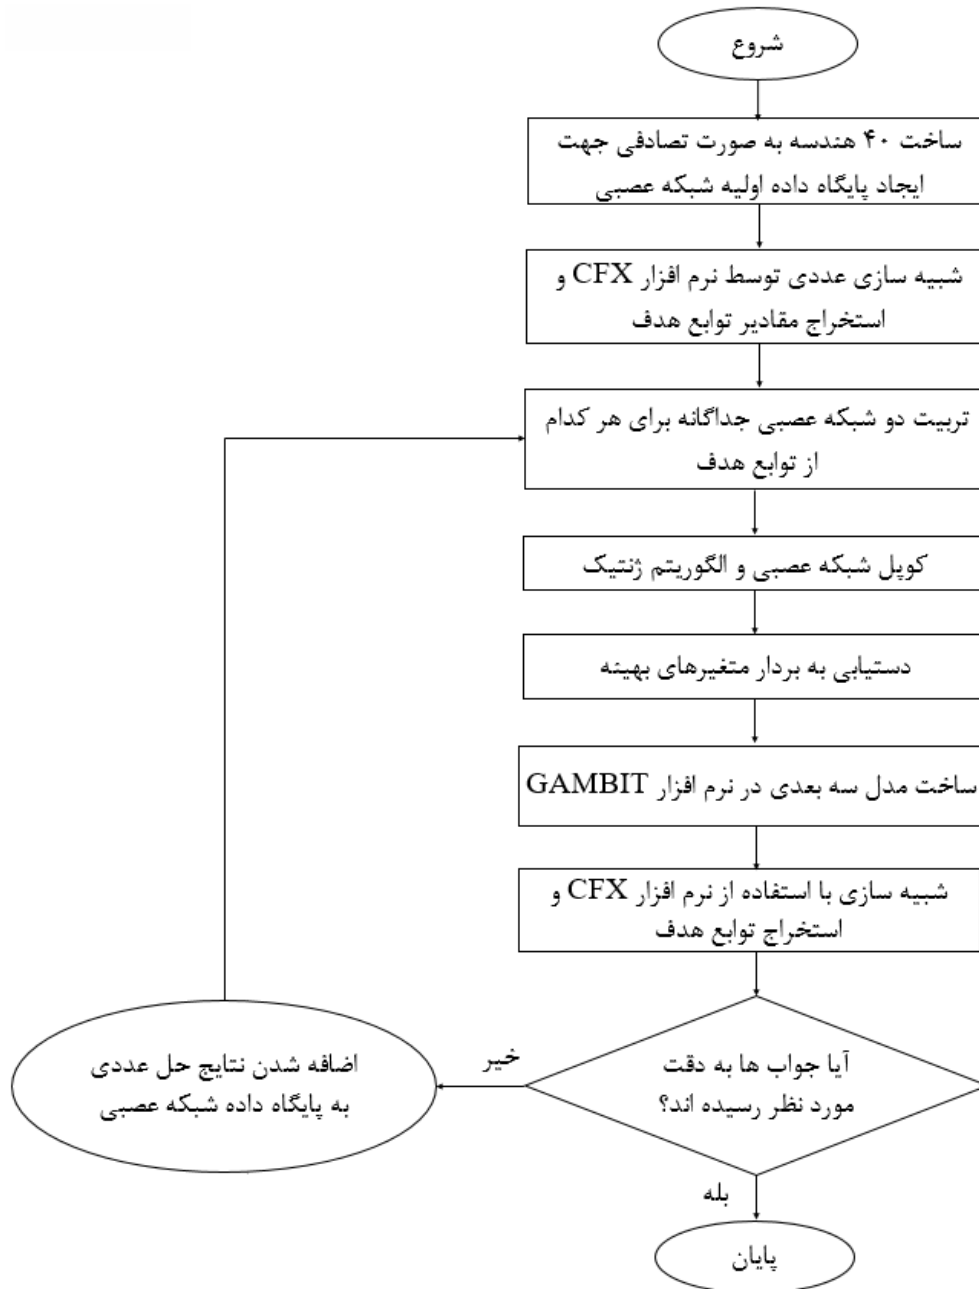 شروع
ساخت ۴۰ هندسه به صورت تصادفی جهت
ایجاد پایگاه داده اولیه شبکه عصبی
شبیه سازی عددی توسط نرم افزار CFX و
استخراج مقادیر توابع هدف
تربیت دو شبکه عصبی جداگانه برای هر کدام
از توابع هدف
کوپل شبکه عصبی و الگوریتم ژنتیک
دستیابی به بردار متغیرهای بهینه
ساخت مدل سه بعدی در نرم افزار GAMBIT
شبیه سازی با استفاده از نرم افزار CFX و
استخراج توابع هدف
آیا جواب ها به دقت
مورد نظر رسیده اند؟
خیر
اضافه شدن نتایج حل عددی
به پایگاه داده شبکه عصبی
بله
پایان